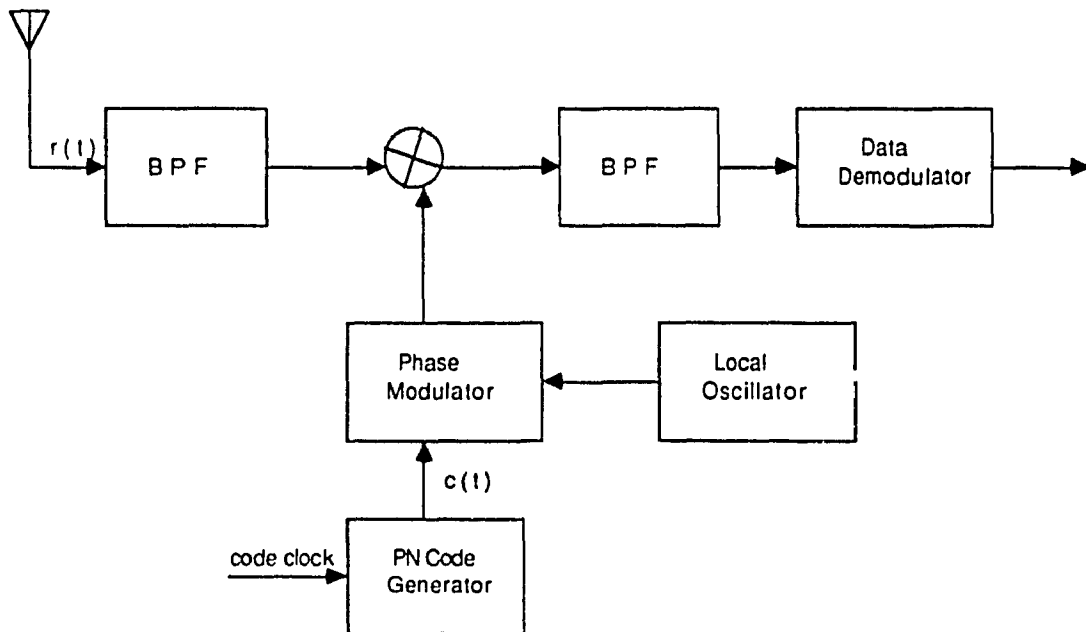 r(t)
BPF
BPF
Data
Demodulator
Phase
Modulator
Local
Oscillator
c(t)
code clock
PN Code
Generator